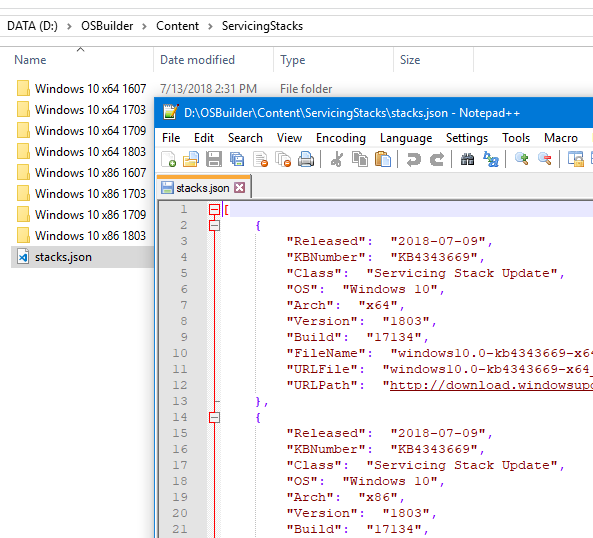 DATA (D:) > OSBuilder > Content > ServicingStacks
Name Date modified Type Size
Windows 10 x64 1607 7/13/2018 2:31 PM File folder
Windows 10 x64 1703
Windows 10 x64 1709
Windows 10 x64 1803
Windows 10 x86 1607
Windows 10 x86 1703
Windows 10 x86 1709
Windows 10 x86 1803
stacks.json
D:\OSBuilder\Content\ServicingStacks\stacks.json - Notepad++
File Edit Search View Encoding Language Settings Tools Macro
stacks.json
1 [
2 {
3 "Released": "2018-07-09",
4 "KBNumber": "KB4343669",
5 "Class": "Servicing Stack Update",
6 "OS": "Windows 10",
7 "Arch": "x64",
8 "Version": "1803",
9 "Build": "17134",
10 "FileName": "windows10.0-kb4343669-x64
11 "URLFile": "windows10.0-kb4343669-x64_
12 "URLPath": "http://download.windowsupd
13 },
14 {
15 "Released": "2018-07-09",
16 "KBNumber": "KB4343669",
17 "Class": "Servicing Stack Update",
18 "OS": "Windows 10",
19 "Arch": "x86",
20 "Version": "1803",
21 "Build": "17134",